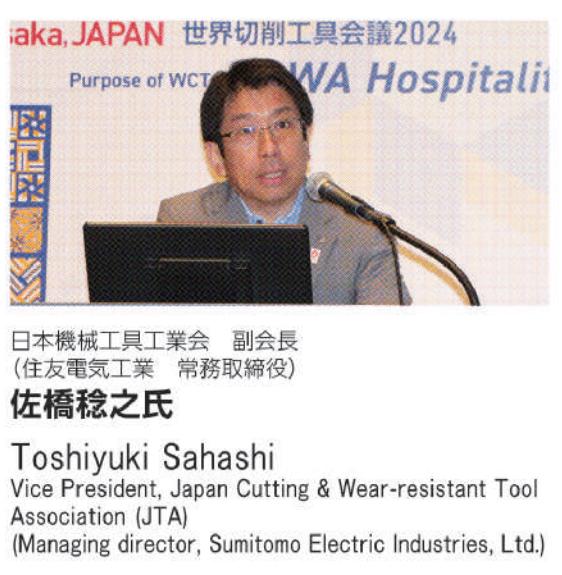 aka, JAPAN 世界切削工具会議2024
Purpose of WCT WA Hospitali
日本機械工具工業会 副会長
（住友電気工業 常務取締役）
佐橋稔之氏
Toshiyuki Sahashi
Vice President, Japan Cutting & Wear-resistant Tool
Association (JTA)
(Managing director, Sumitomo Electric Industries, Ltd.)